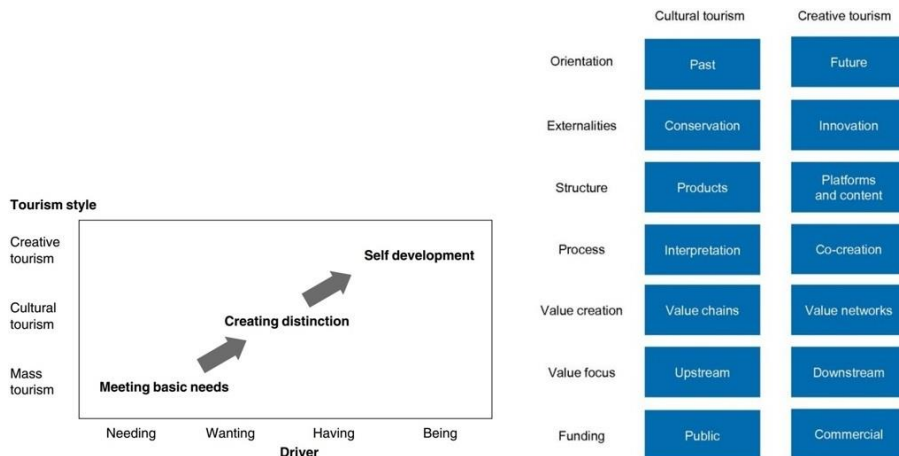 Tourism style
Creative
tourism
Self development
Cultural
tourism
Creating distinction
Mass
tourism
Meeting basic needs
Needing Wanting Having Being
Driver
Cultural tourism Creative tourism
Orientation Past Future
Externalities Conservation Innovation
Structure Products Platforms
and content
Process Interpretation Co-creation
Value creation Value chains Value networks
Value focus Upstream Downstream
Funding Public Commercial